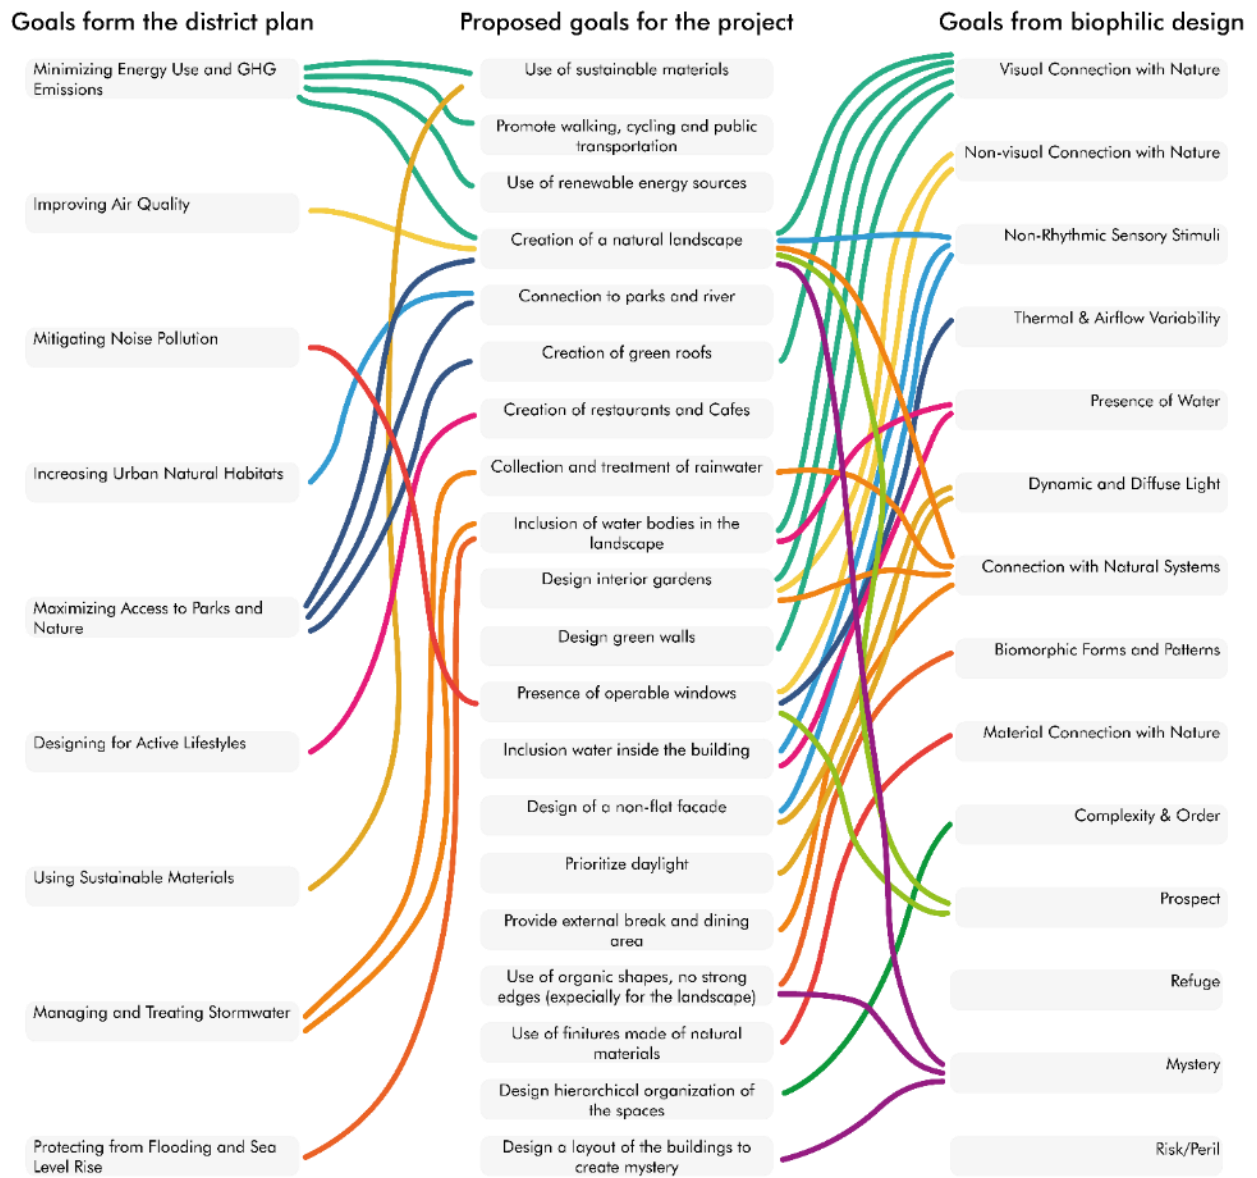 Goals form the district plan
Minimizing Energy Use and GHG
Emissions
Improving Air Quality
Mitigating Noise Pollution
Increasing Urban Natural Habitats
Maximizing Access to Parks and
Nature
Designing for Active Lifestyles
Using Sustainable Materials
Managing and Treating Stormwater
Protecting from Flooding and Sea
Level Rise
Proposed goals for the project
Use of sustainable materials
Promote walking, cycling and public
transportation
Use of renewable energy sources
Creation of a natural landscape
Connection to parks and river
Creation of green roofs
Creation of restaurants and Cafes
Collection and treatment of rainwater
Inclusion of water bodies in the
landscape
Design interior gardens
Design green walls
Presence of operable windows
Inclusion water inside the building
Design of a non-flat facade
Prioritize daylight
Provide external break and dining
area
Use of organic shapes, no strong
edges (expecially for the landscape)
Use of finitures made of natural
materials
Design hierarchical organization of
the spaces
Design a layout of the buildings to
create mystery
Goals from biophilic design
Visual Connection with Nature
Non-visual Connection with Nature
Non-Rhythmic Sensory Stimuli
Thermal & Airflow Variability
Presence of Water
Dynamic and Diffuse Light
Connection with Natural Systems
Biomorphic Forms and Patterns
Material Connection with Nature
Complexity & Order
Prospect
Refuge
Mystery
Risk/Peril